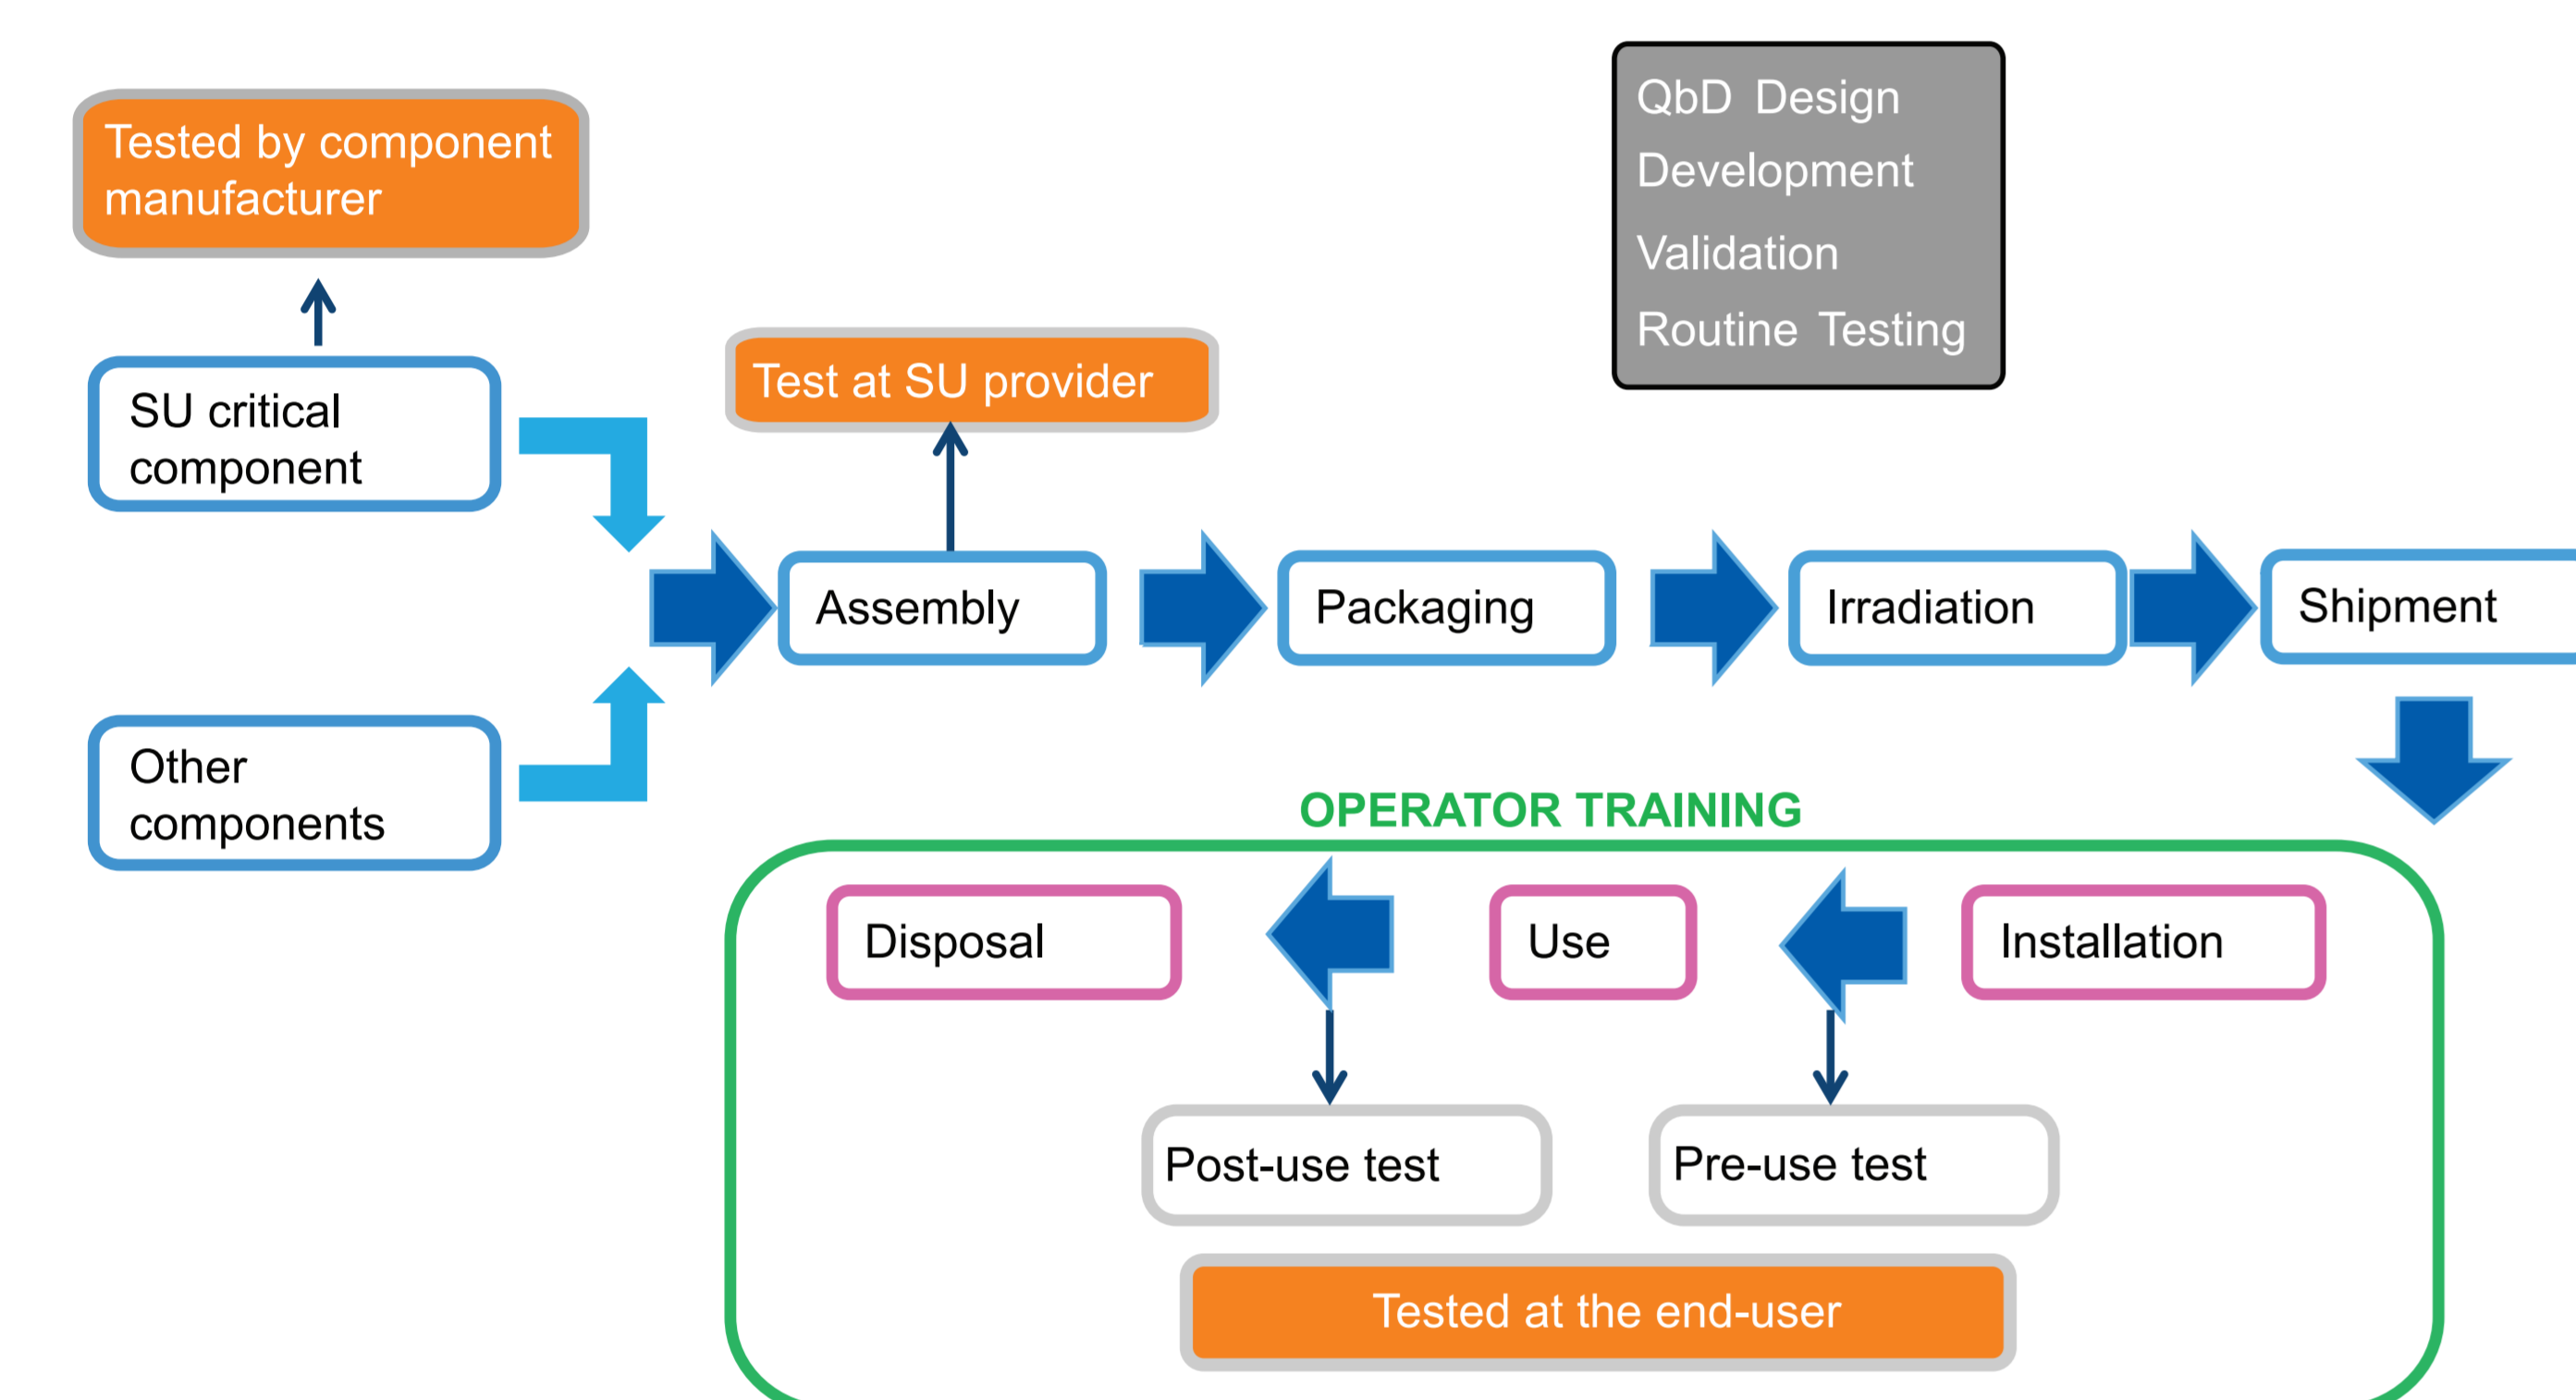 Tested by component
manufacturer
QbD Design
Development
Validation
Routine Testing
SU critical
component
Test at SU provider
Assembly
Packaging
Irradiation
Shipment
Other
components
OPERATOR TRAINING
Disposal
Use
Installation
Post-use test
Pre-use test
Tested at the end-user